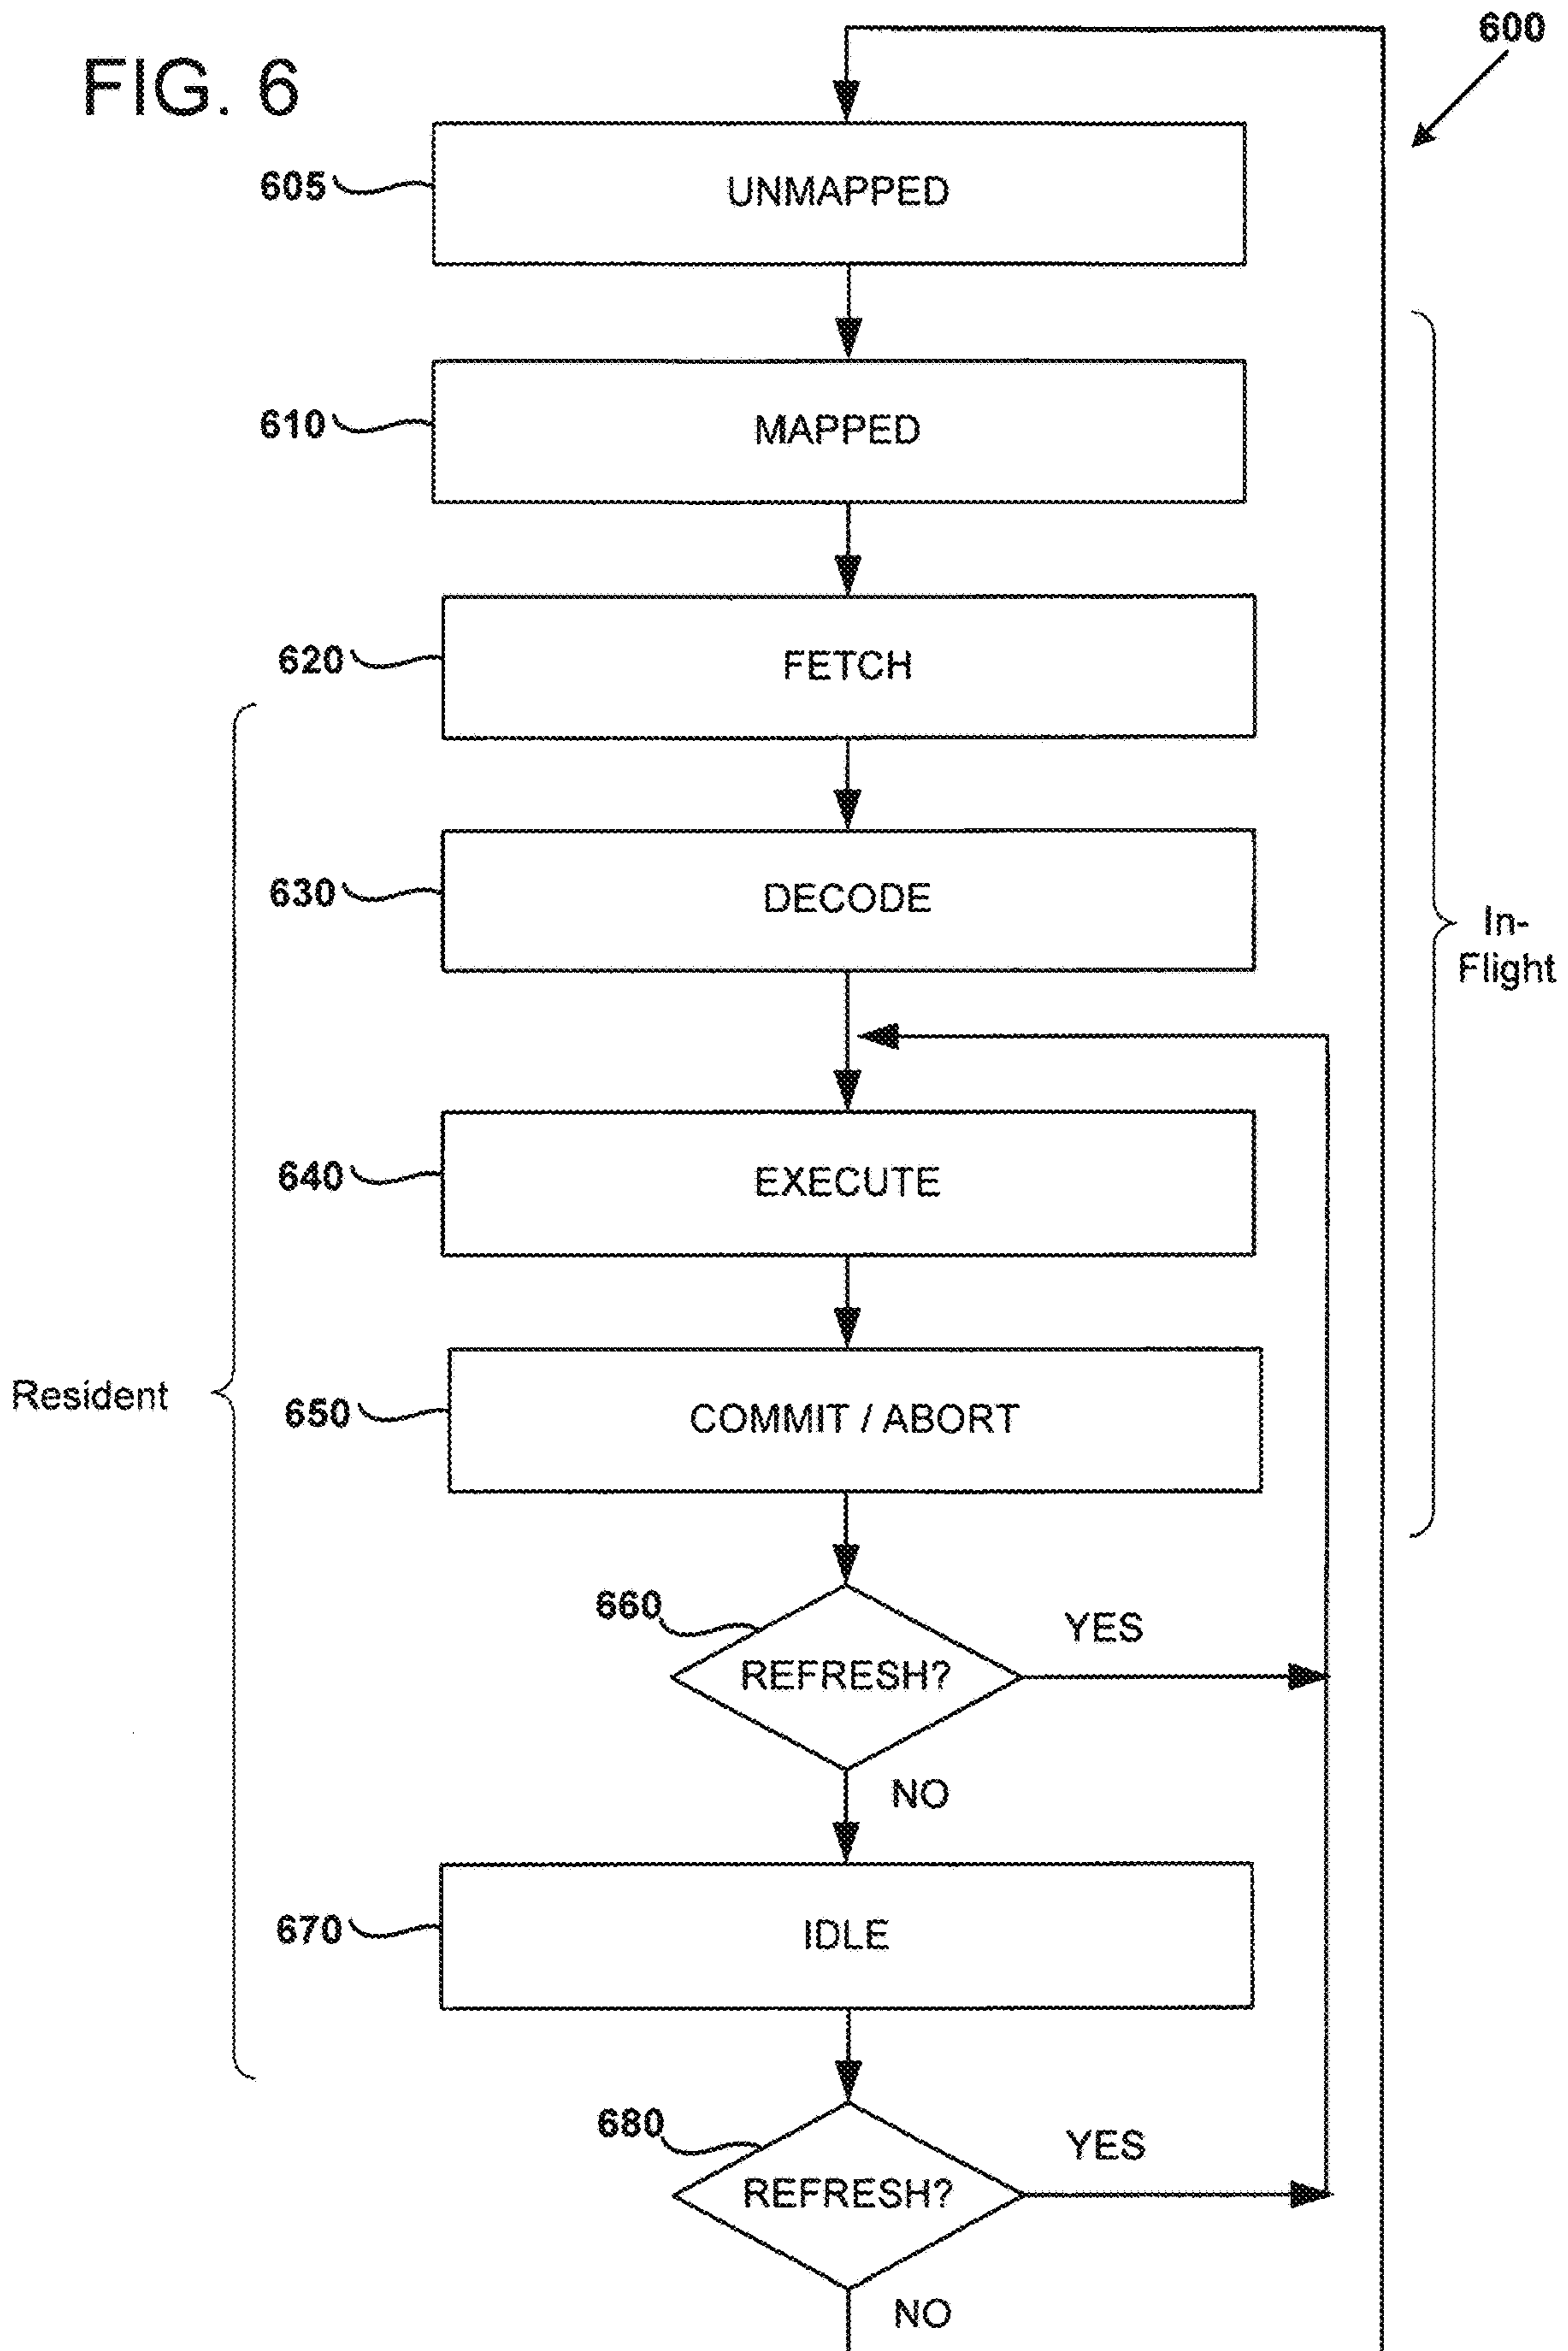 FIG. 6
600
605
UNMAPPED
610
MAPPED
620
FETCH
630
DECODE
In-
Flight
640
EXECUTE
Resident
650
COMMIT / ABORT
660
REFRESH?
YES
NO
670
IDLE
680
REFRESH?
YES
NO